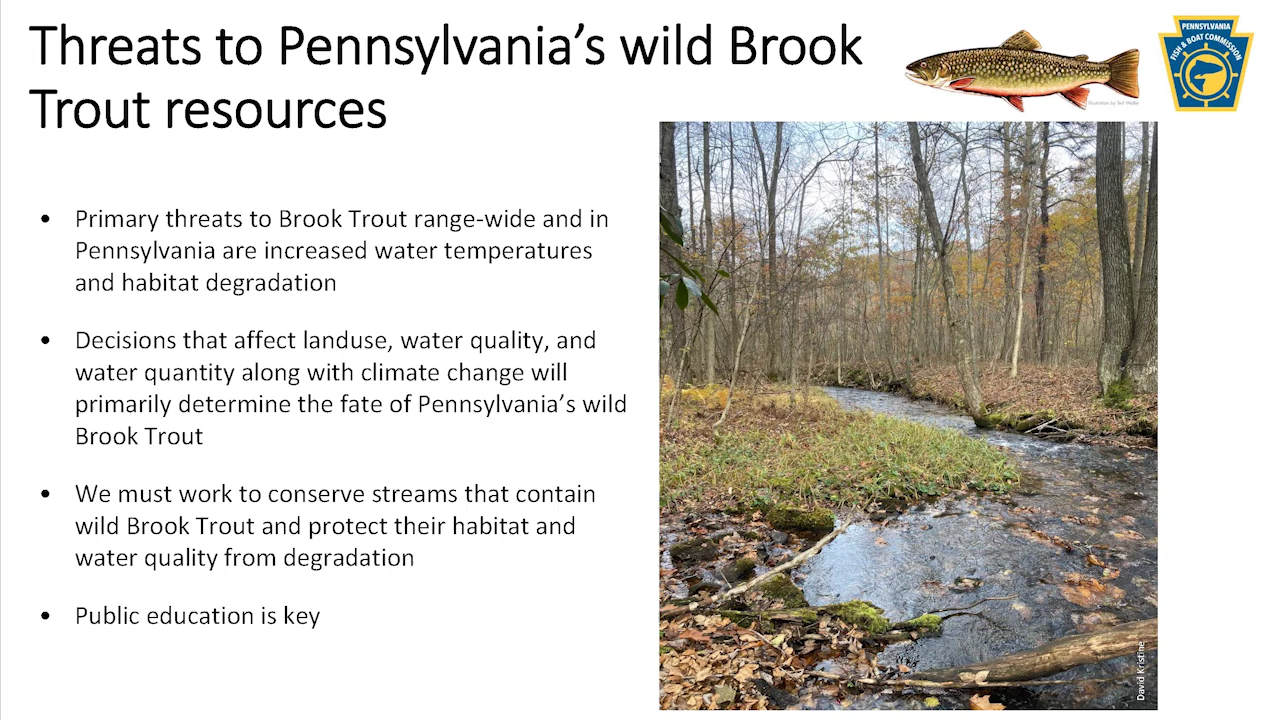 Threats to Pennsylvania’s wild Brook
Trout resources
Illustration by Ted Walke
PENNSYLVANIA
FISH & BOAT COMMISSION
• Primary threats to Brook Trout range-wide and in
Pennsylvania are increased water temperatures
and habitat degradation
• Decisions that affect landuse, water quality, and
water quantity along with climate change will
primarily determine the fate of Pennsylvania’s wild
Brook Trout
• We must work to conserve streams that contain
wild Brook Trout and protect their habitat and
water quality from degradation
• Public education is key
David Kristine